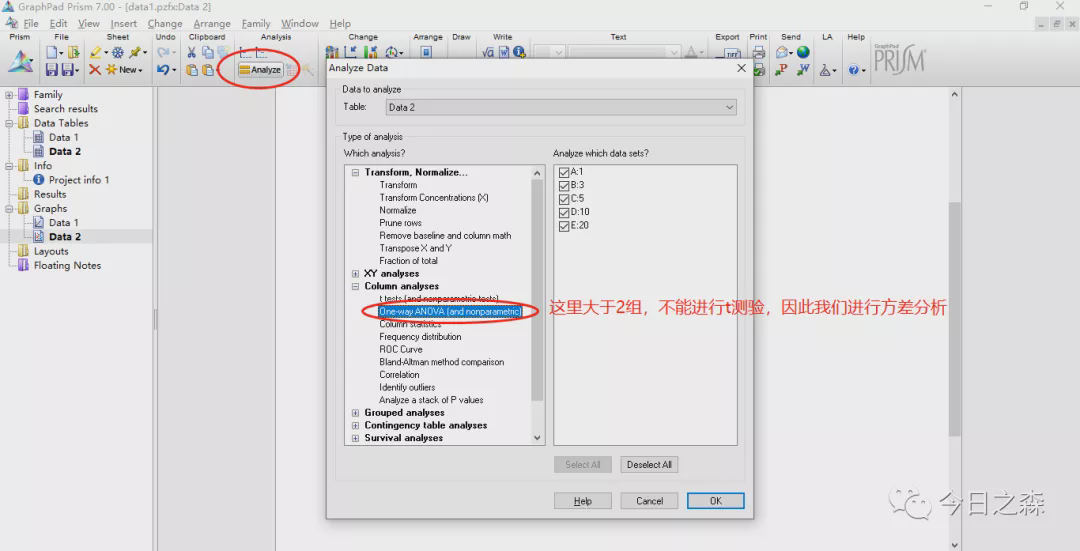 GraphPad Prism 7.00 - [data1.pzfx:Data 2]
File Edit View Insert Change Arrange Family Window Help
Prism File Sheet Undo Clipboard Analysis Change Arrange Draw Write Text Export Print Send LA Help
New
Analyze
GraphPad
PRISM
Family
Search results
Data Tables
Data 1
Data 2
Info
Project info 1
Results
Graphs
Data 1
Data 2
Layouts
Floating Notes
Analyze Data
Data to analyze
Table: Data 2
Type of analysis
Which analysis?
Transform, Normalize...
Transform
Transform Concentrations (X)
Normalize
Prune rows
Remove baseline and column math
Transpose X and Y
Fraction of total
XY analyses
Column analyses
t tests (and nonparametric tests)
One-way ANOVA (and nonparametric)
Column statistics
Frequency distribution
ROC Curve
Bland-Altman method comparison
Correlation
Identify outliers
Analyze a stack of P values
Grouped analyses
Contingency table analyses
Survival analyses
Analyze which data sets?
A:1
B:3
C:5
D:10
E:20
Select All Deselect All
Help Cancel OK
这里大于2组，不能进行t测验，因此我们进行方差分析
今日之森